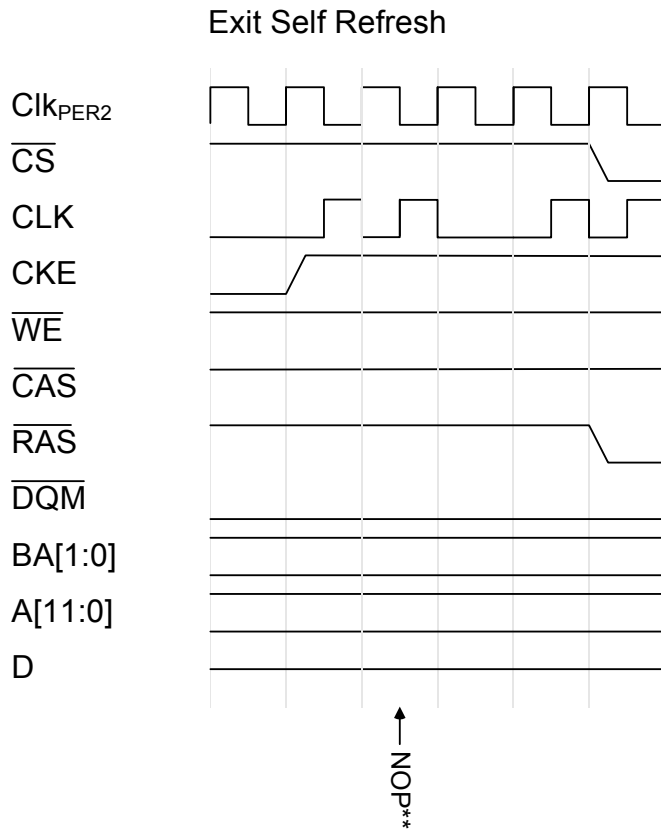 Exit Self Refresh
ClkPER2
CS
CLK
CKE
WE
CAS
RAS
DQM
BA[1:0]
A[11:0]
D
NOP**